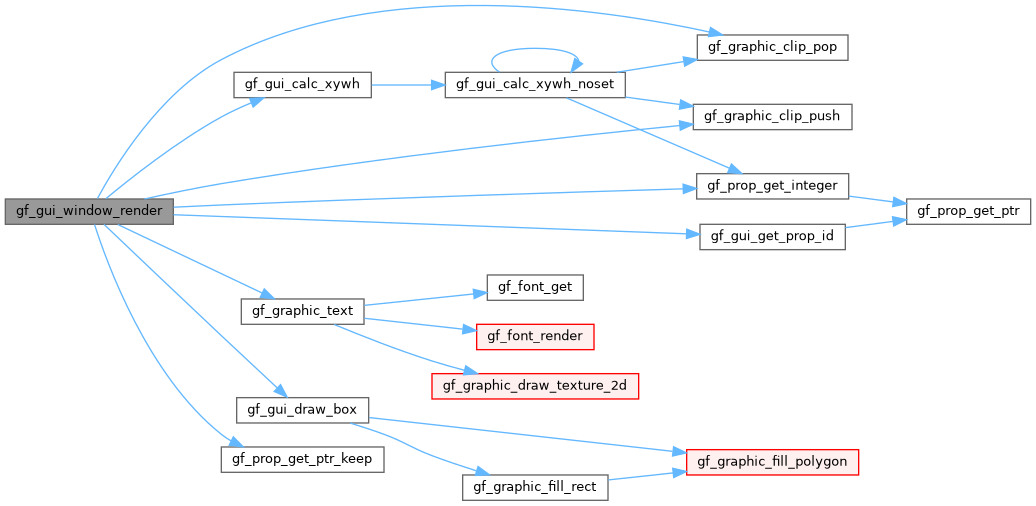 gf_graphic_clip_pop
gf_gui_calc_xywh
gf_gui_calc_xywh_noset
gf_graphic_clip_push
gf_prop_get_integer
gf_gui_window_render
gf_prop_get_ptr
gf_gui_get_prop_id
gf_font_get
gf_graphic_text
gf_font_render
gf_graphic_draw_texture_2d
gf_gui_draw_box
gf_prop_get_ptr_keep
gf_graphic_fill_polygon
gf_graphic_fill_rect